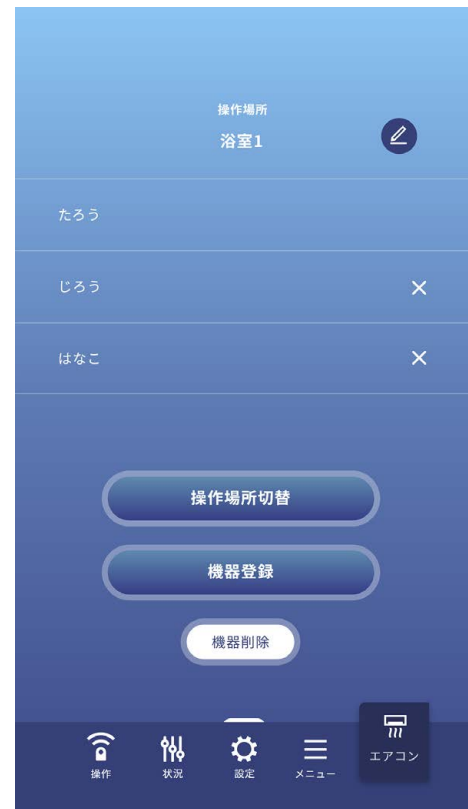 操作場所
浴室1
たろう
じろう
はなこ
操作場所切替
機器登録
機器削除
操作
状況
設定
メニュー
エアコン